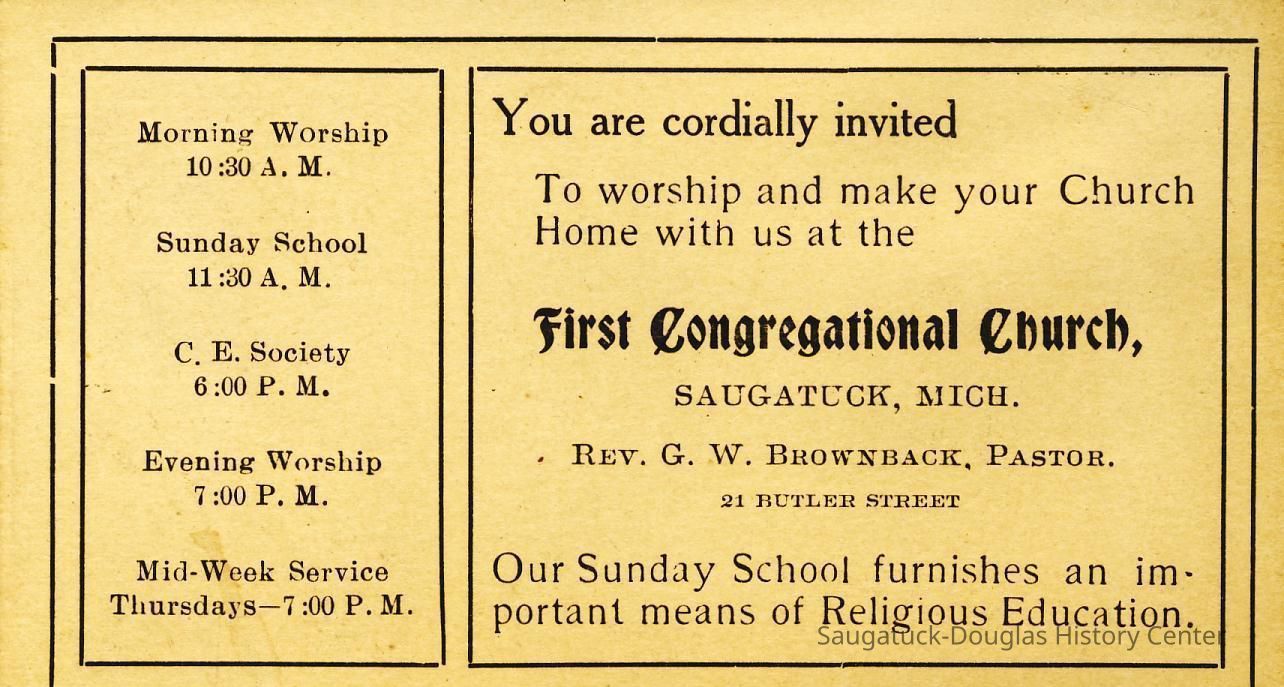 Morning Worship
10:30 A. M.
Sunday School
11:30 A. M.
C. E. Society
6:00 P. M.
Evening Worship
7:00 P. M.
Mid-Week Service
Thursdays—7:00 P. M.
You are cordially invited
To worship and make your Church
Home with us at the
First Congregational Church,
SAUGATUCK, MICH.
REV. G. W. BROWNBACK, PASTOR.
21 BUTLER STREET
Our Sunday School furnishes an im-
portant means of Religious Education.
Saugatuck-Douglas History Center